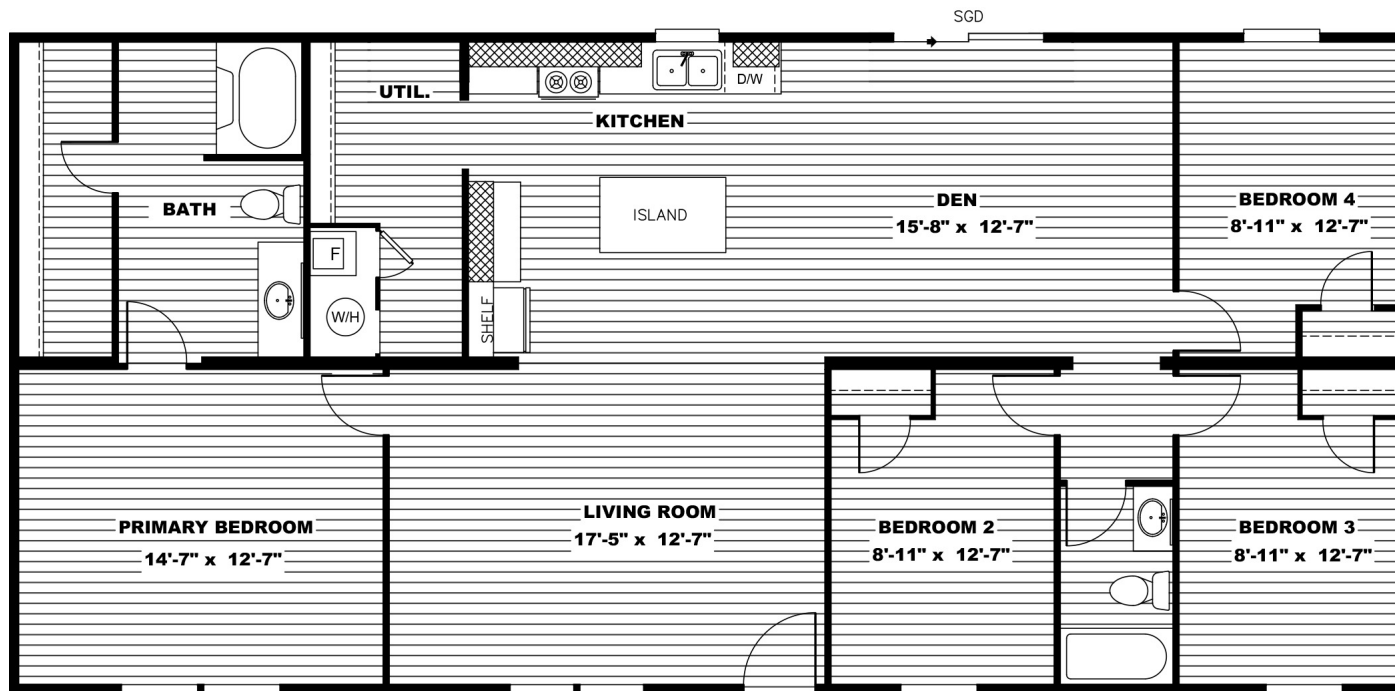 SGD
UTIL.
D/W
KITCHEN
BATH
ISLAND
DEN
15'-8" x 12'-7"
BEDROOM 4
8'-11" x 12'-7"
F
W/H
SHELF
PRIMARY BEDROOM
14'-7" x 12'-7"
LIVING ROOM
17'-5" x 12'-7"
BEDROOM 2
8'-11" x 12'-7"
BEDROOM 3
8'-11" x 12'-7"